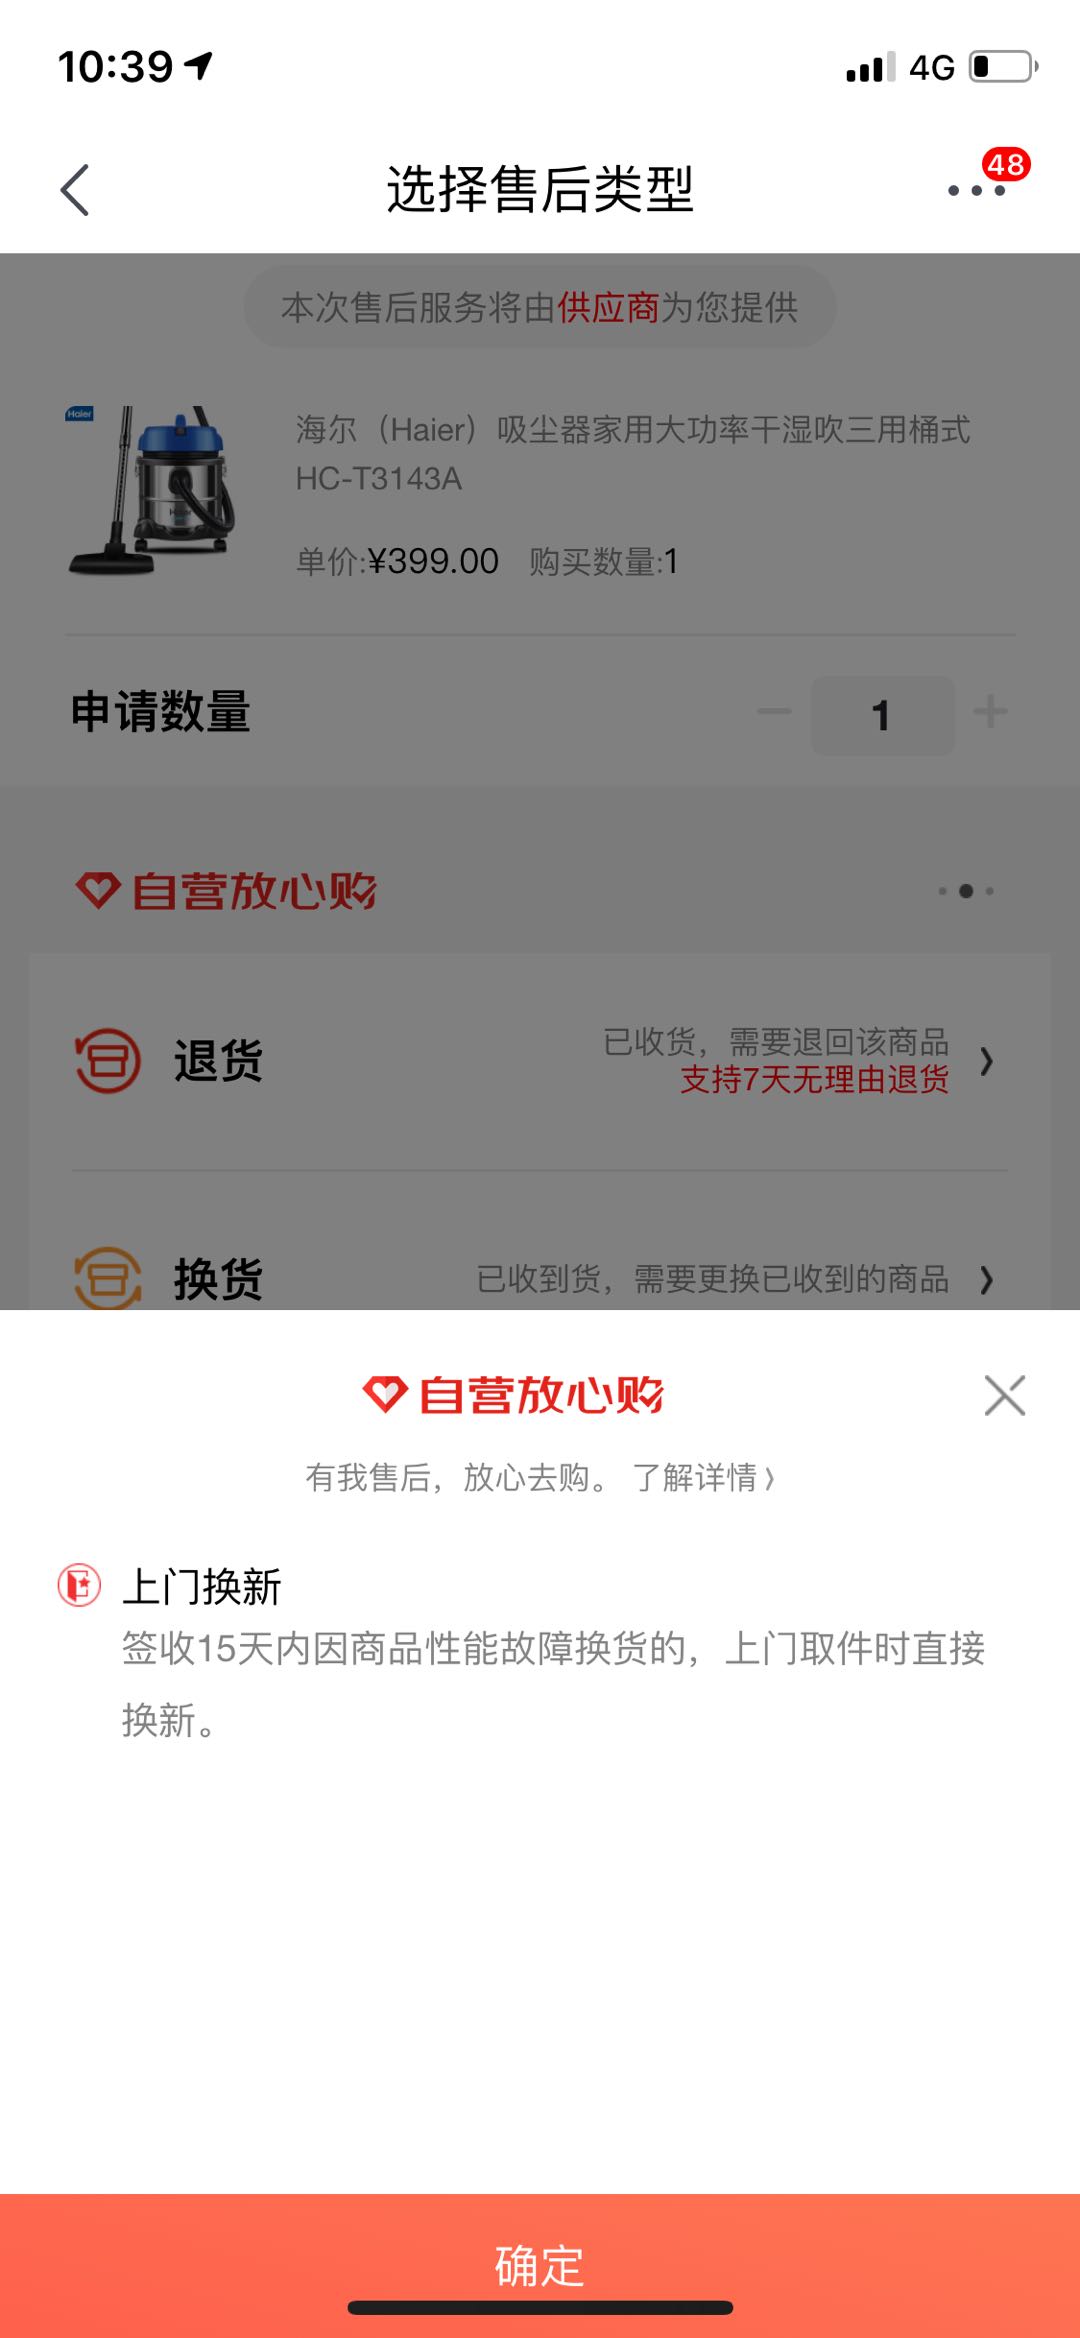 10:39
4G
选择售后类型
48
本次售后服务将由供应商为您提供
Haier
海尔（Haier）吸尘器家用大功率干湿吹三用桶式
HC-T3143A
单价:¥399.00 购买数量:1
申请数量
1
自营放心购
退货
已收货，需要退回该商品
支持7天无理由退货
换货
已收到货，需要更换已收到的商品
自营放心购
有我售后，放心去购。 了解详情
上门换新
签收15天内因商品性能故障换货的，上门取件时直接
换新。
确定